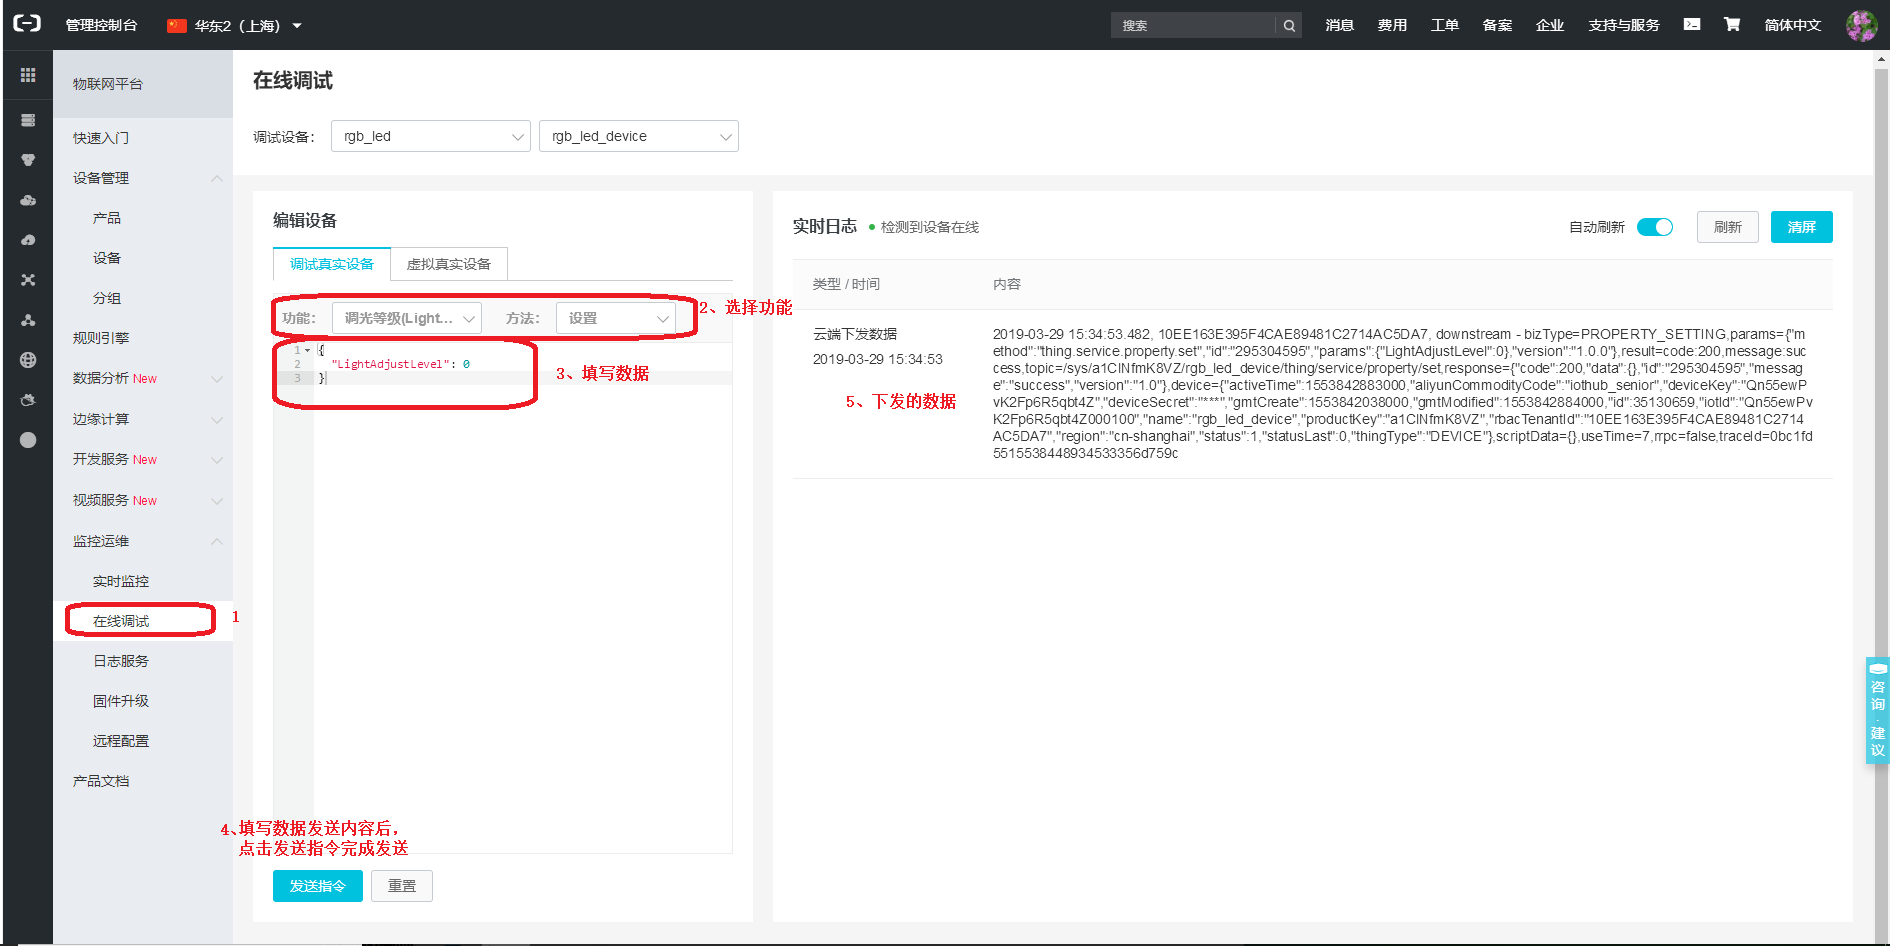 管理控制台
华东2（上海）
搜索
消息
费用
工单
备案
企业
支持与服务
简体中文
物联网平台
快速入门
设备管理
产品
设备
分组
规则引擎
数据分析 New
边缘计算
开发服务 New
视频服务 New
监控运维
实时监控
在线调试
1
日志服务
固件升级
远程配置
产品文档
在线调试
调试设备：
rgb_led
rgb_led_device
编辑设备
调试真实设备
虚拟真实设备
功能：
调光等级(Light...
方法：
设置
2、选择功能
1 {
2 "LightAdjustLevel": 0
3 }
3、填写数据
4、填写数据发送内容后，
点击发送指令完成发送
发送指令
重置
实时日志
检测到设备在线
自动刷新
刷新
清屏
类型 / 时间
内容
云端下发数据
2019-03-29 15:34:53
5、下发的数据
2019-03-29 15:34:53.482, 10EE163E395F4CAE89481C2714AC5DA7, downstream - bizType=PROPERTY_SETTING,params={"m
ethod":"thing.service.property.set","id":"295304595","params":{"LightAdjustLevel":0},"version":"1.0.0"},result=code:200,message:suc
cess,topic=/sys/a1ClNfmK8VZ/rgb_led_device/thing/service/property/set,response={"code":200,"data":{},"id":"295304595","messag
e":"success","version":"1.0"},device={"activeTime":1553842883000,"aliyunCommodityCode":"iothub_senior","deviceKey":"Qn55ewP
vK2Fp6R5qbt4Z","deviceSecret":"***","gmtCreate":1553842038000,"gmtModified":1553842884000,"id":35130659,"iotId":"Qn55ewPv
K2Fp6R5qbt4Z000100","name":"rgb_led_device","productKey":"a1ClNfmK8VZ","rbacTenantId":"10EE163E395F4CAE89481C2714
AC5DA7","region":"cn-shanghai","status":1,"statusLast":0,"thingType":"DEVICE"},scriptData={},useTime=7,rrpc=false,traceId=0bc1fd
5515538448934533356d759c
咨询·建议